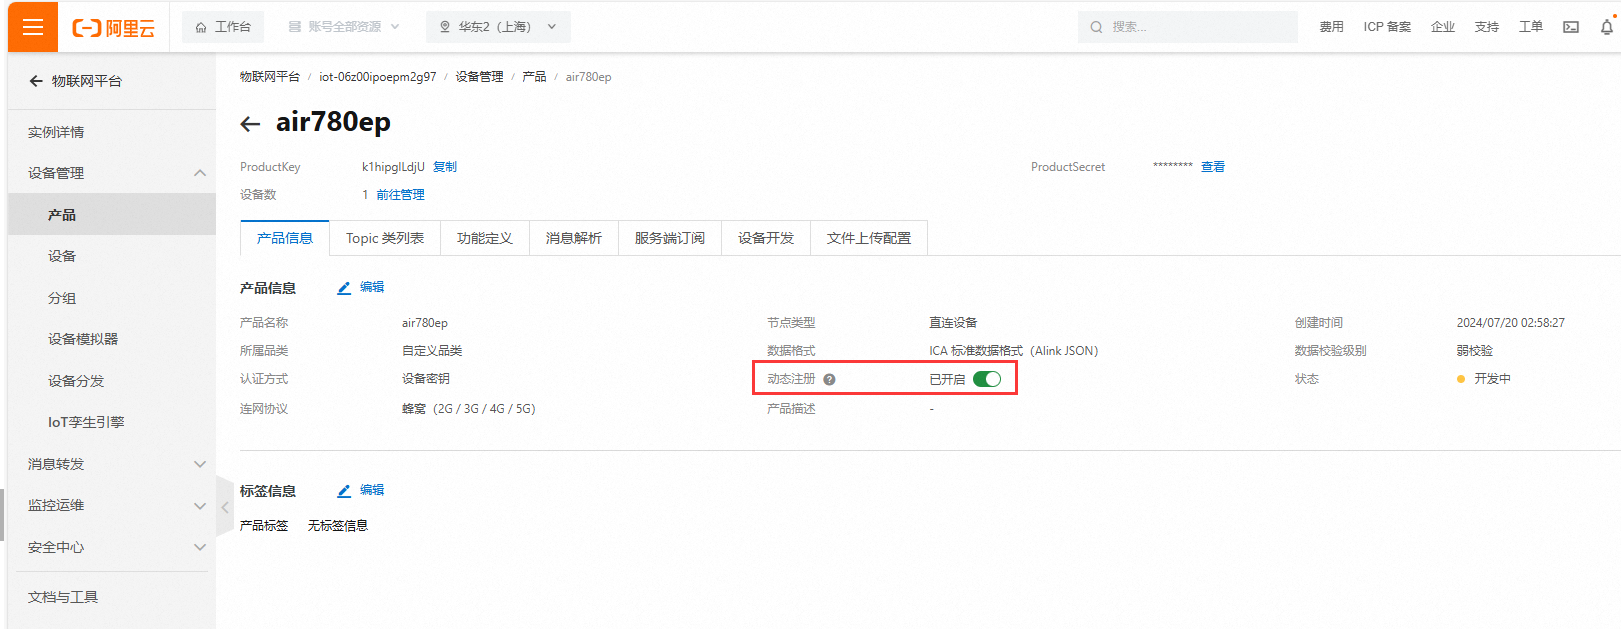 阿里云 工作台 账号全部资源 华东2（上海） 搜索... 费用 ICP 备案 企业 支持 工单
物联网平台
实例详情
设备管理
产品
设备
分组
设备模拟器
设备分发
IoT孪生引擎
消息转发
监控运维
安全中心
文档与工具
物联网平台 / iot-06z00ipoepm2g97 / 设备管理 / 产品 / air780ep
air780ep
ProductKey k1hipglLdjU 复制 ProductSecret ******** 查看
设备数 1 前往管理
产品信息 Topic 类列表 功能定义 消息解析 服务端订阅 设备开发 文件上传配置
产品信息 编辑
产品名称 air780ep 节点类型 直连设备 创建时间 2024/07/20 02:58:27
所属品类 自定义品类 数据格式 ICA 标准数据格式（Alink JSON） 数据校验级别 弱校验
认证方式 设备密钥 动态注册 ? 已开启 状态 开发中
连网协议 蜂窝（2G / 3G / 4G / 5G） 产品描述 -
标签信息 编辑
产品标签 无标签信息